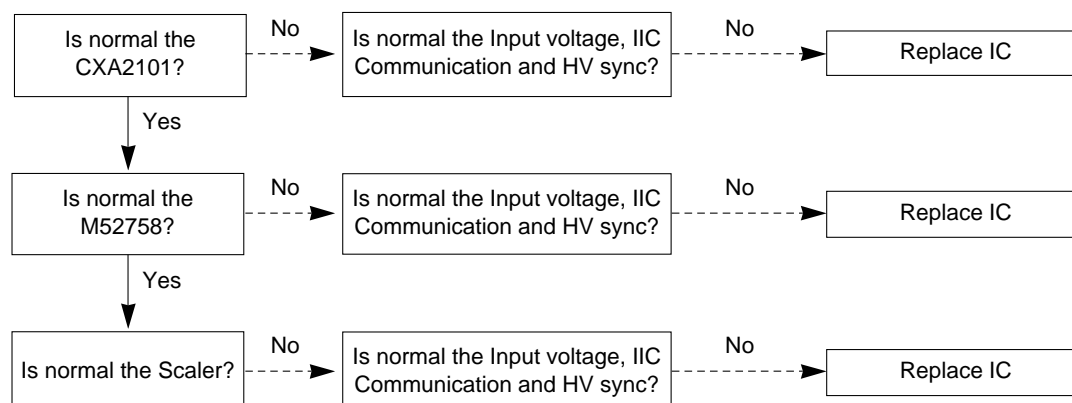 Is normal the
CXA2101?
No
Is normal the Input voltage, IIC
Communication and HV sync?
No
Replace IC
Yes
Is normal the
M52758?
No
Is normal the Input voltage, IIC
Communication and HV sync?
No
Replace IC
Yes
Is normal the Scaler?
No
Is normal the Input voltage, IIC
Communication and HV sync?
No
Replace IC